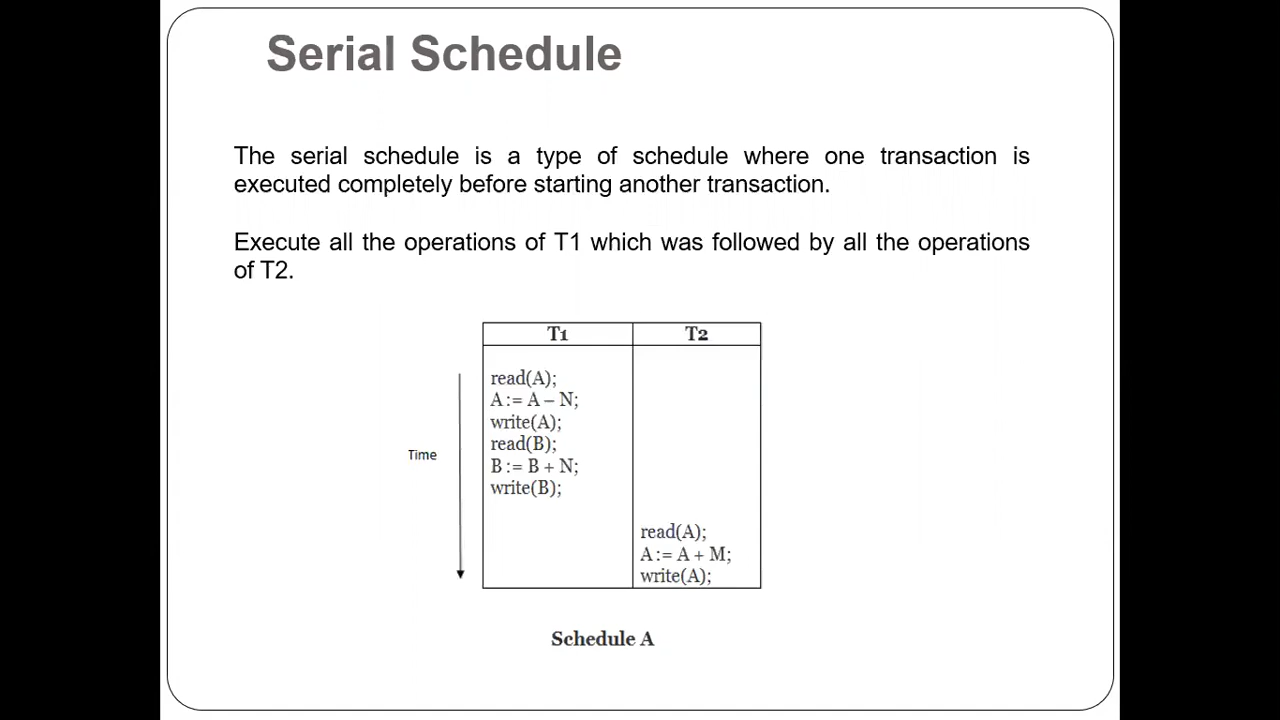 Serial Schedule
The serial schedule is a type of schedule where one transaction is
executed completely before starting another transaction.
Execute all the operations of T1 which was followed by all the operations
of T2.
T1 T2
read(A);
A := A – N;
write(A);
read(B);
B := B + N;
write(B);
Time
read(A);
A := A + M;
write(A);
Schedule A